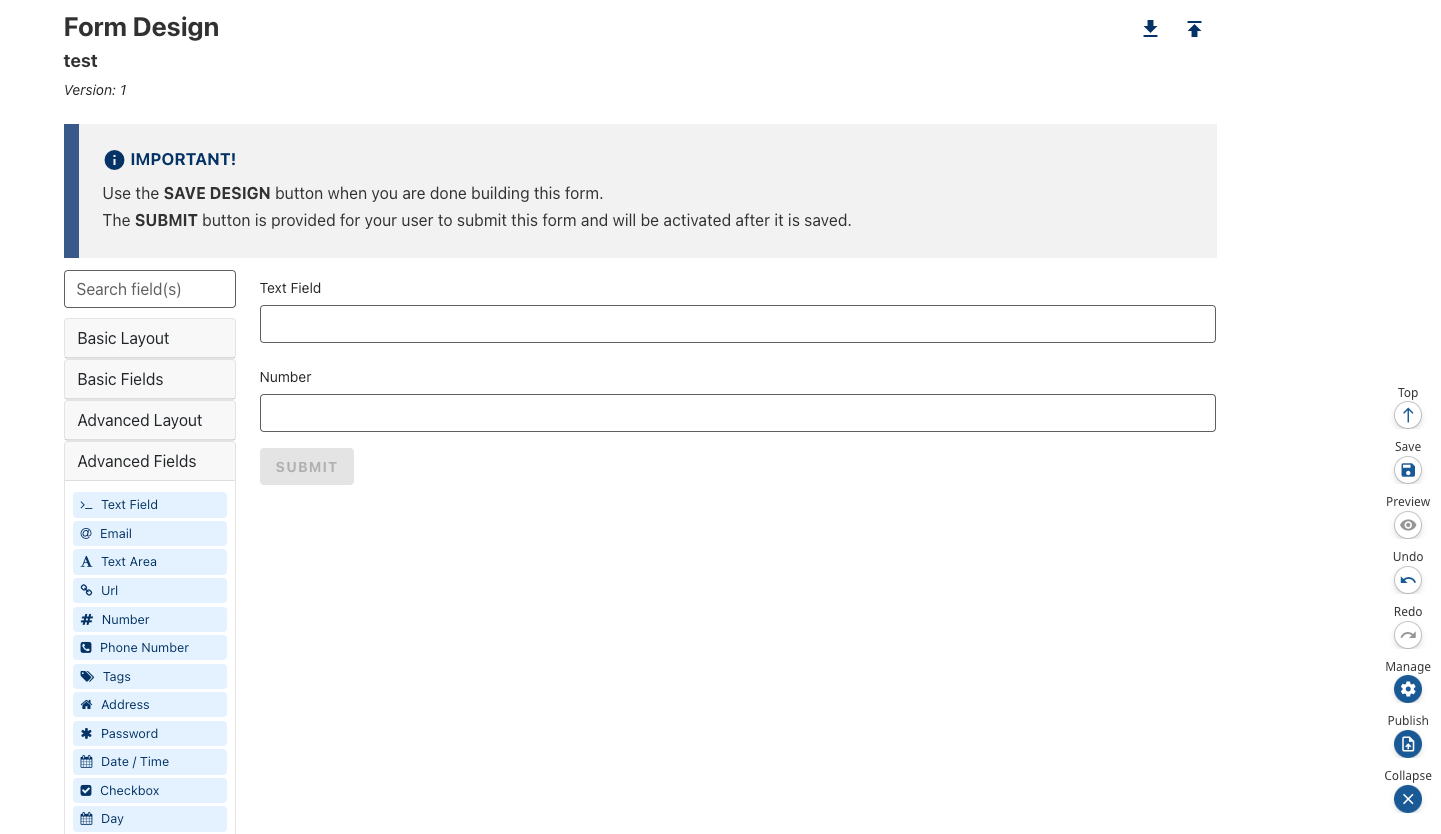 Form Design
test
Version: 1
IMPORTANT!
Use the SAVE DESIGN button when you are done building this form.
The SUBMIT button is provided for your user to submit this form and will be activated after it is saved.
Search field(s)
Basic Layout
Basic Fields
Advanced Layout
Advanced Fields
Text Field
Email
Text Area
Url
Number
Phone Number
Tags
Address
Password
Date / Time
Checkbox
Day
Text Field
Number
SUBMIT
Top
Save
Preview
Undo
Redo
Manage
Publish
Collapse